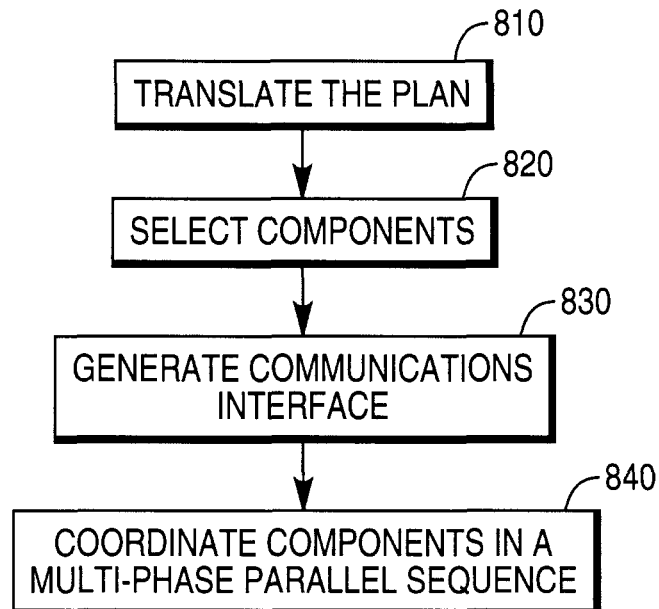 810
TRANSLATE THE PLAN
820
SELECT COMPONENTS
830
GENERATE COMMUNICATIONS
INTERFACE
840
COORDINATE COMPONENTS IN A
MULTI-PHASE PARALLEL SEQUENCE